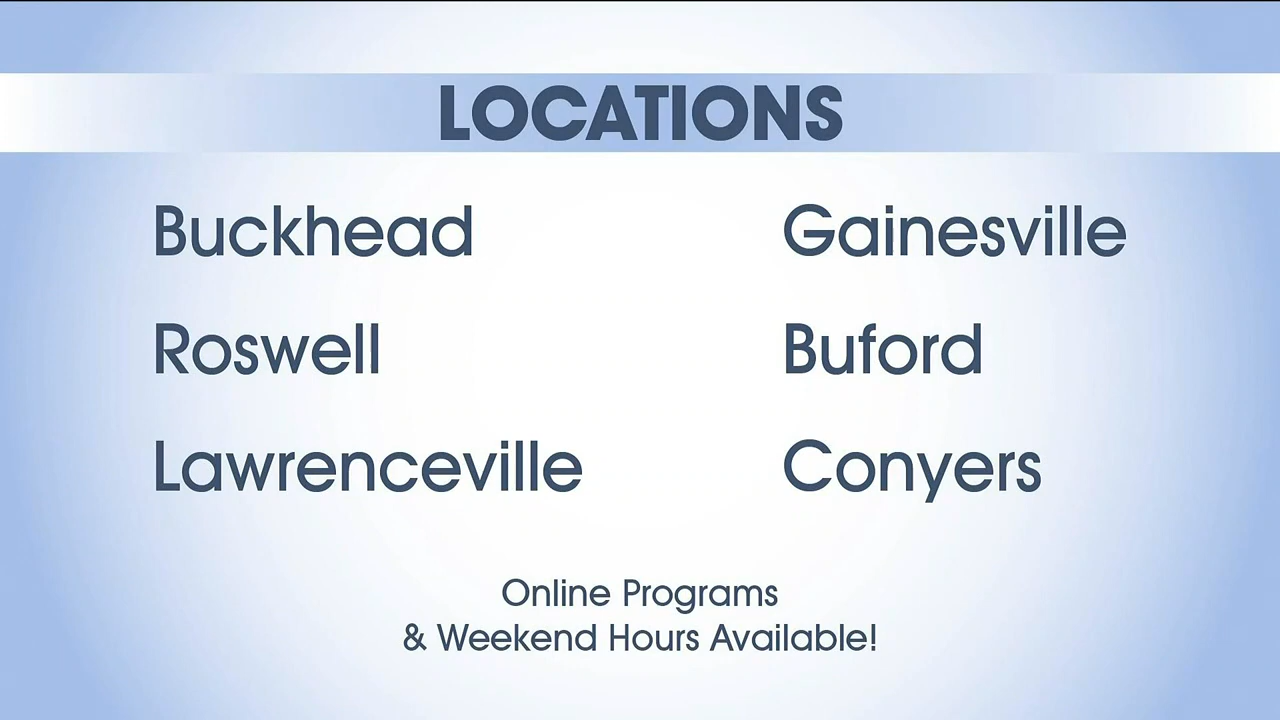 LOCATIONS
Buckhead
Roswell
Lawrenceville
Gainesville
Buford
Conyers
Online Programs
& Weekend Hours Available!